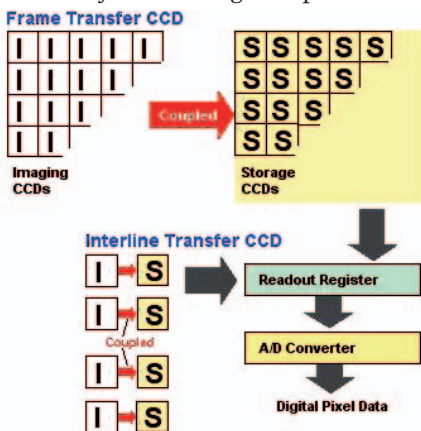 Frame Transfer CCD
I I I I I S S S S S
I I I I S S S S
I I I Coupled S S S
I I S S
Imaging
CCDs
Storage
CCDs
Interline Transfer CCD
I S
Readout Register
I S
Coupled
A/D Converter
I S
Digital Pixel Data
I S